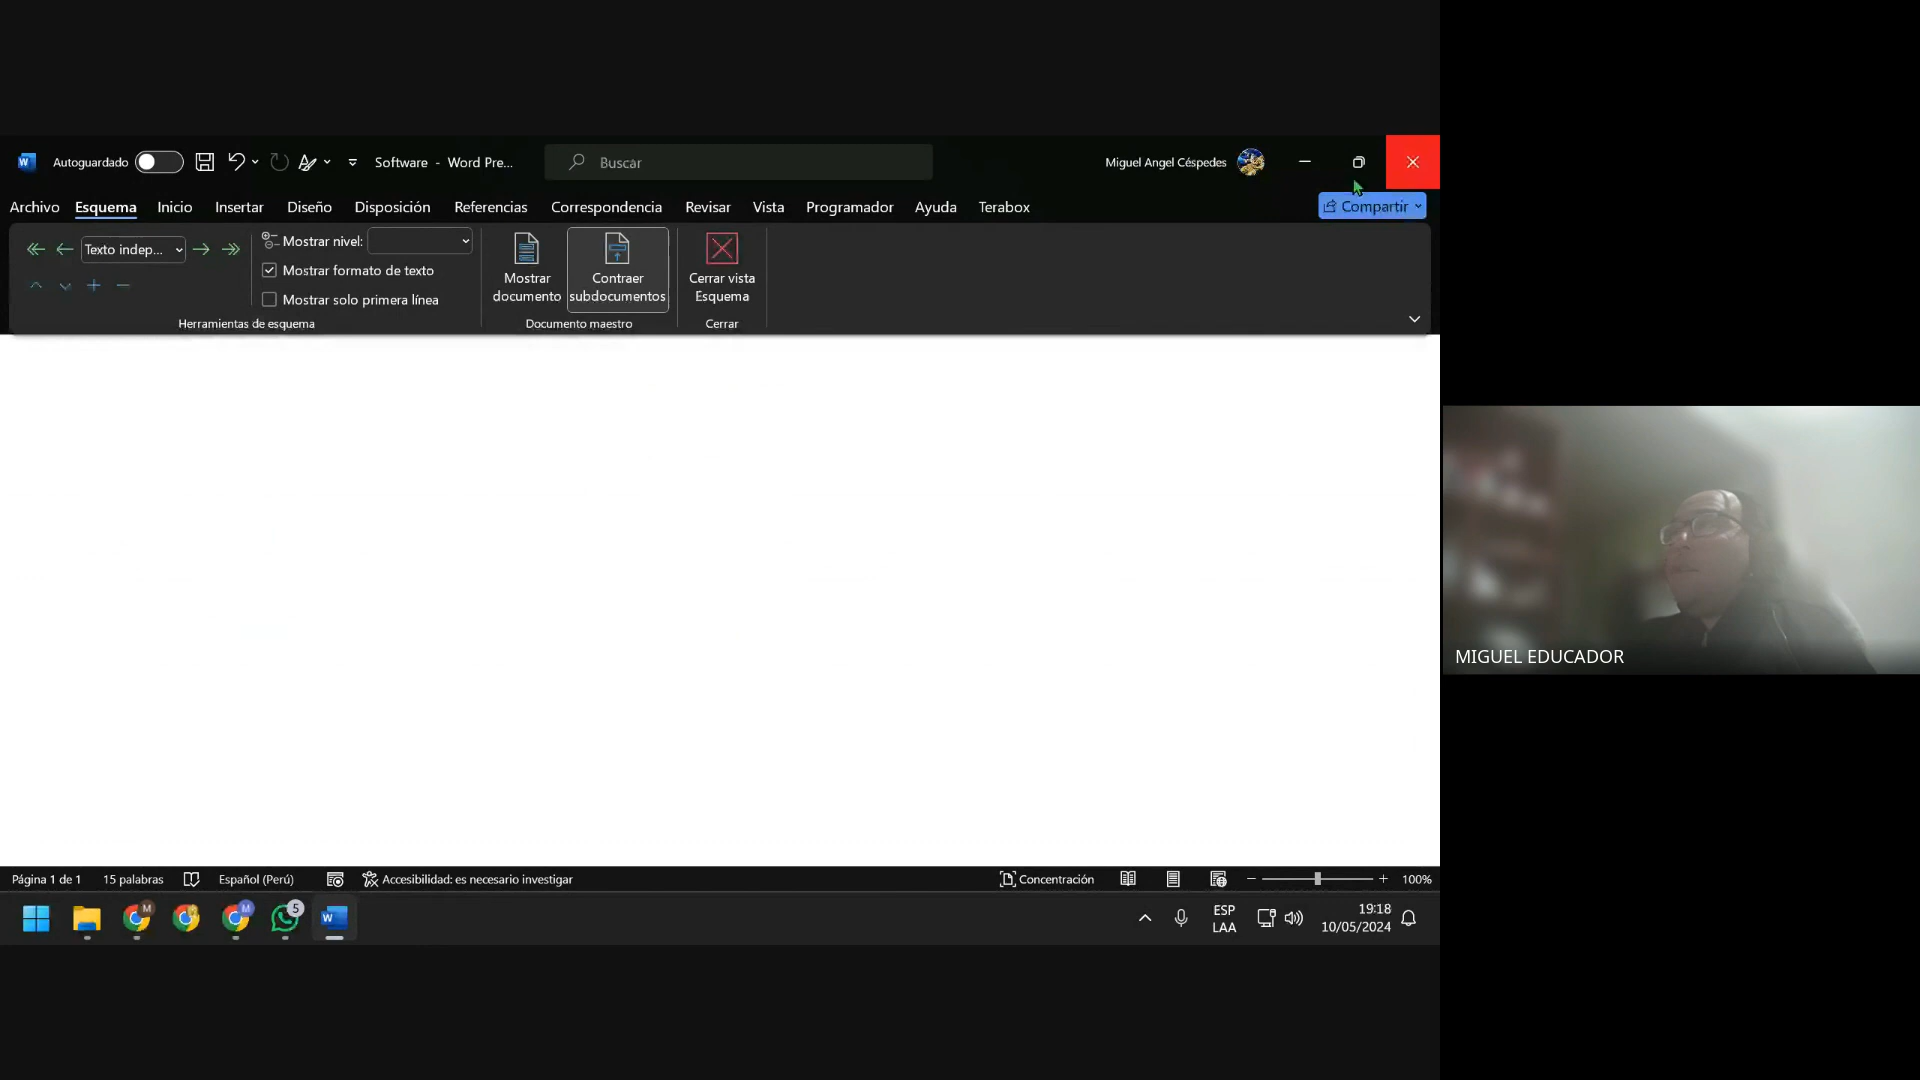 Autoguardado Software - Word Pre... Buscar Miguel Angel Céspedes
Archivo Esquema Inicio Insertar Diseño Disposición Referencias Correspondencia Revisar Vista Programador Ayuda Terabox Compartir
Texto indep...
Mostrar nivel:
Mostrar formato de texto
Mostrar solo primera línea
Herramientas de esquema
Mostrar
documento
Contraer
subdocumentos
Documento maestro
Cerrar vista
Esquema
Cerrar
MIGUEL EDUCADOR
Página 1 de 1 15 palabras Español (Perú) Accesibilidad: es necesario investigar Concentración 100%
M M 5 W
ESP
LAA
19:18
10/05/2024